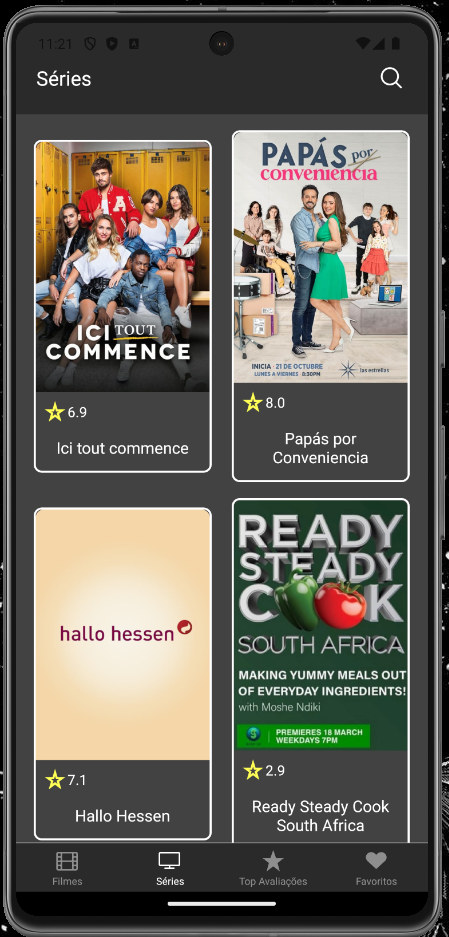 11:21
Séries
ICI TOUT
COMMENCE
6.9
Ici tout commence
PAPÁS por
conveniencia
INICIA · 21 DE OCTUBRE
LUNES A VIERNES 8:30PM
las estrellas
8.0
Papás por
Conveniencia
hallo hessen
7.1
Hallo Hessen
READY
STEADY
COOK
SOUTH AFRICA
MAKING YUMMY MEALS OUT
OF EVERYDAY INGREDIENTS!
with Moshe Ndiki
PREMIERES 18 MARCH
WEEKDAYS 7PM
2.9
Ready Steady Cook
South Africa
Filmes
Séries
Top Avaliações
Favoritos